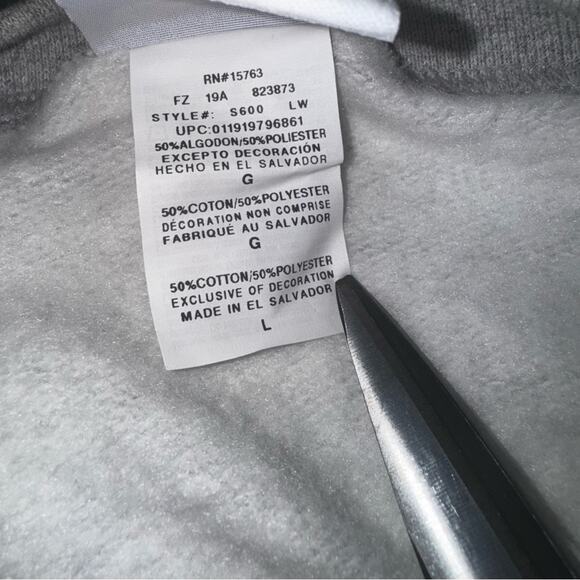 RN#15763
FZ 19A 823873
STYLE#: S600 LW
UPC:011919796861
50%ALGODON/50%POLIESTER
EXCEPTO DECORACIÓN
HECHO EN EL SALVADOR
G
50%COTON/50%POLYESTER
DÉCORATION NON COMPRISE
FABRIQUÉ AU SALVADOR
G
50%COTTON/50%POLYESTER
EXCLUSIVE OF DECORATION
MADE IN EL SALVADOR
L